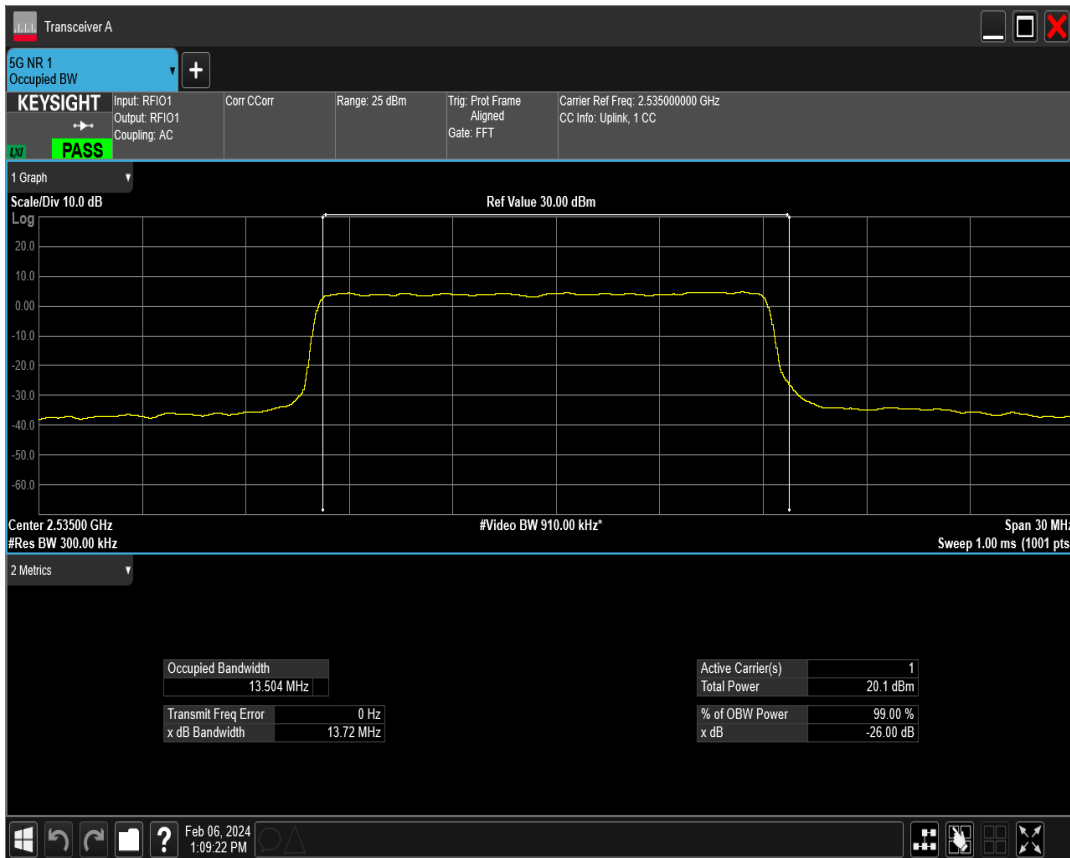 Transceiver A
5G NR 1
Occupied BW
KEYSIGHT
LXI
PASS
Input: RFIO1
Output: RFIO1
Coupling: AC
Corr CCorr
Range: 25 dBm
Trig: Prot Frame
Aligned
Gate: FFT
Carrier Ref Freq: 2.535000000 GHz
CC Info: Uplink, 1 CC
1 Graph
Scale/Div 10.0 dB
Ref Value 30.00 dBm
Log
20.0
10.0
0.00
-10.0
-20.0
-30.0
-40.0
-50.0
-60.0
Center 2.53500 GHz
#Video BW 910.00 kHz*
Span 30 MHz
#Res BW 300.00 kHz
Sweep 1.00 ms (1001 pts
2 Metrics
Occupied Bandwidth
13.504 MHz
Transmit Freq Error 0 Hz
x dB Bandwidth 13.72 MHz
Active Carrier(s) 1
Total Power 20.1 dBm
% of OBW Power 99.00 %
x dB -26.00 dB
Feb 06, 2024
1:09:22 PM